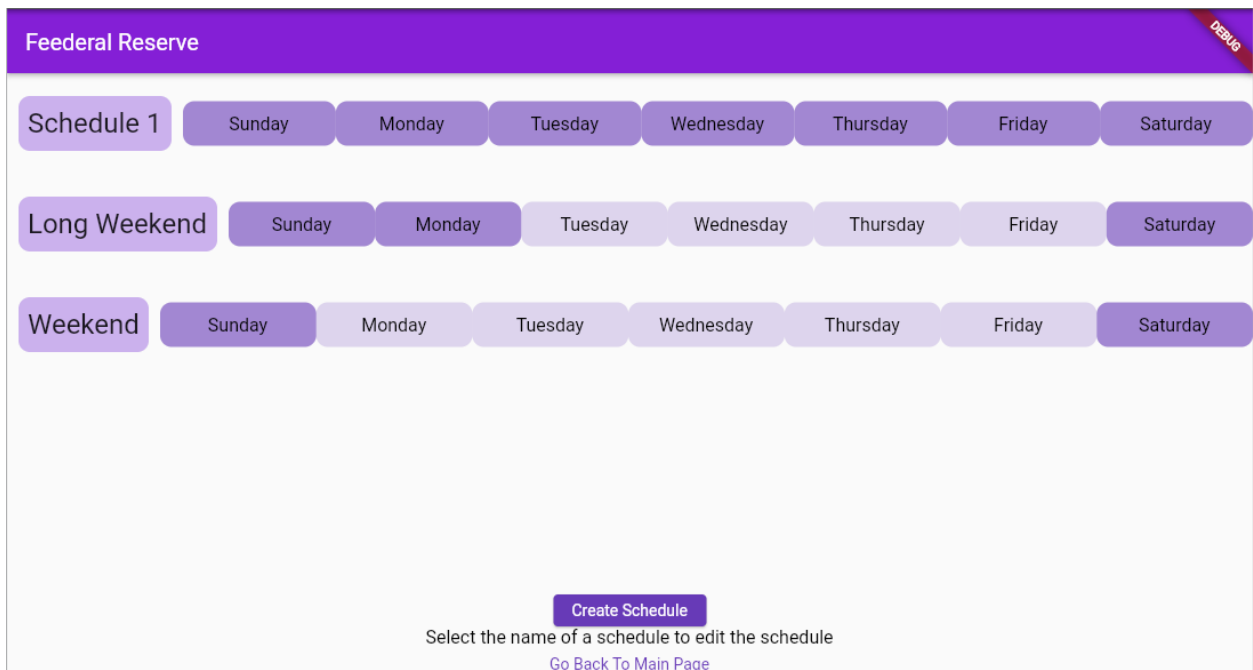 Feederal Reserve
DEBUG
Schedule 1 Sunday Monday Tuesday Wednesday Thursday Friday Saturday
Long Weekend Sunday Monday Tuesday Wednesday Thursday Friday Saturday
Weekend Sunday Monday Tuesday Wednesday Thursday Friday Saturday
Create Schedule
Select the name of a schedule to edit the schedule
Go Back To Main Page